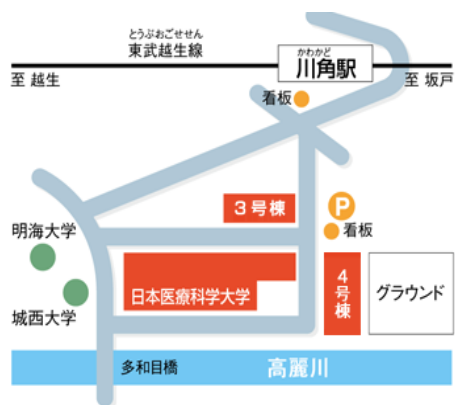 とうぶおごせせん
東武越生線
かわかど
川角駅
至 越生
至 坂戸
看板
3号棟
P
看板
明海大学
城西大学
日本医療科学大学
4号棟
グラウンド
多和目橋
高麗川